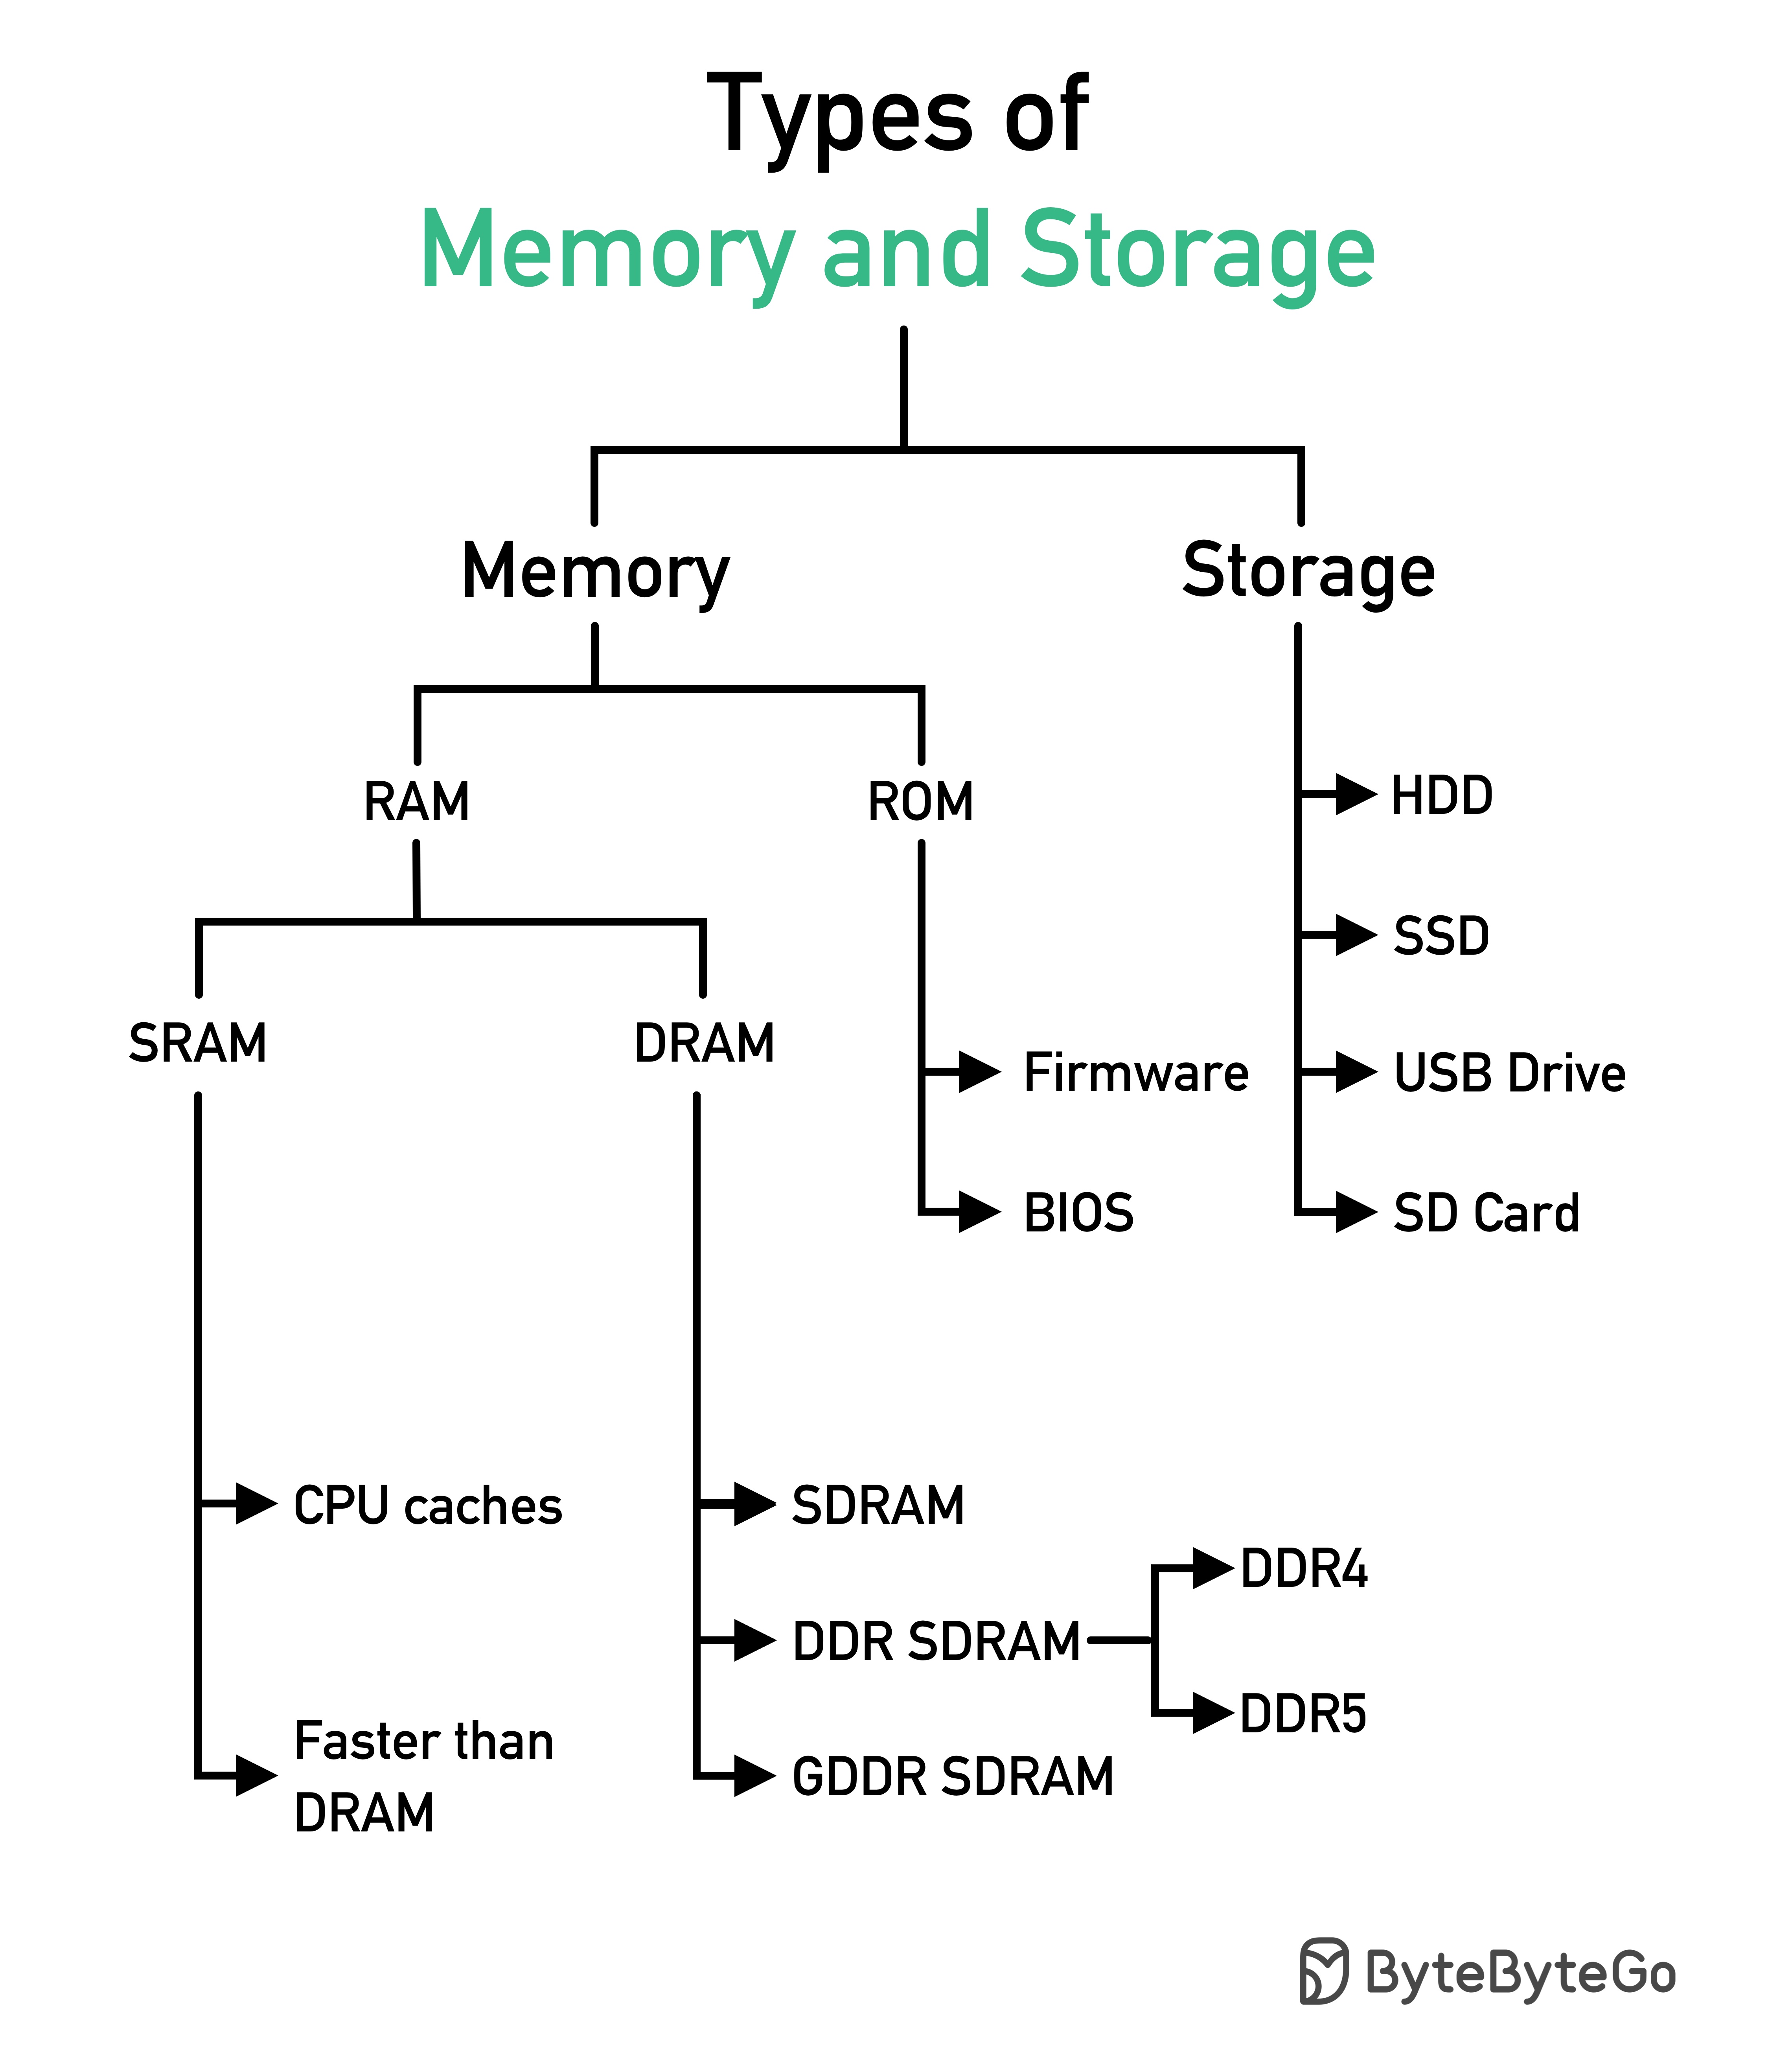 Types of
Memory and Storage
Memory
Storage
RAM
ROM
HDD
SSD
SRAM
DRAM
Firmware
USB Drive
BIOS
SD Card
CPU caches
SDRAM
DDR4
DDR SDRAM
DDR5
Faster than
DRAM
GDDR SDRAM
ByteByteGo